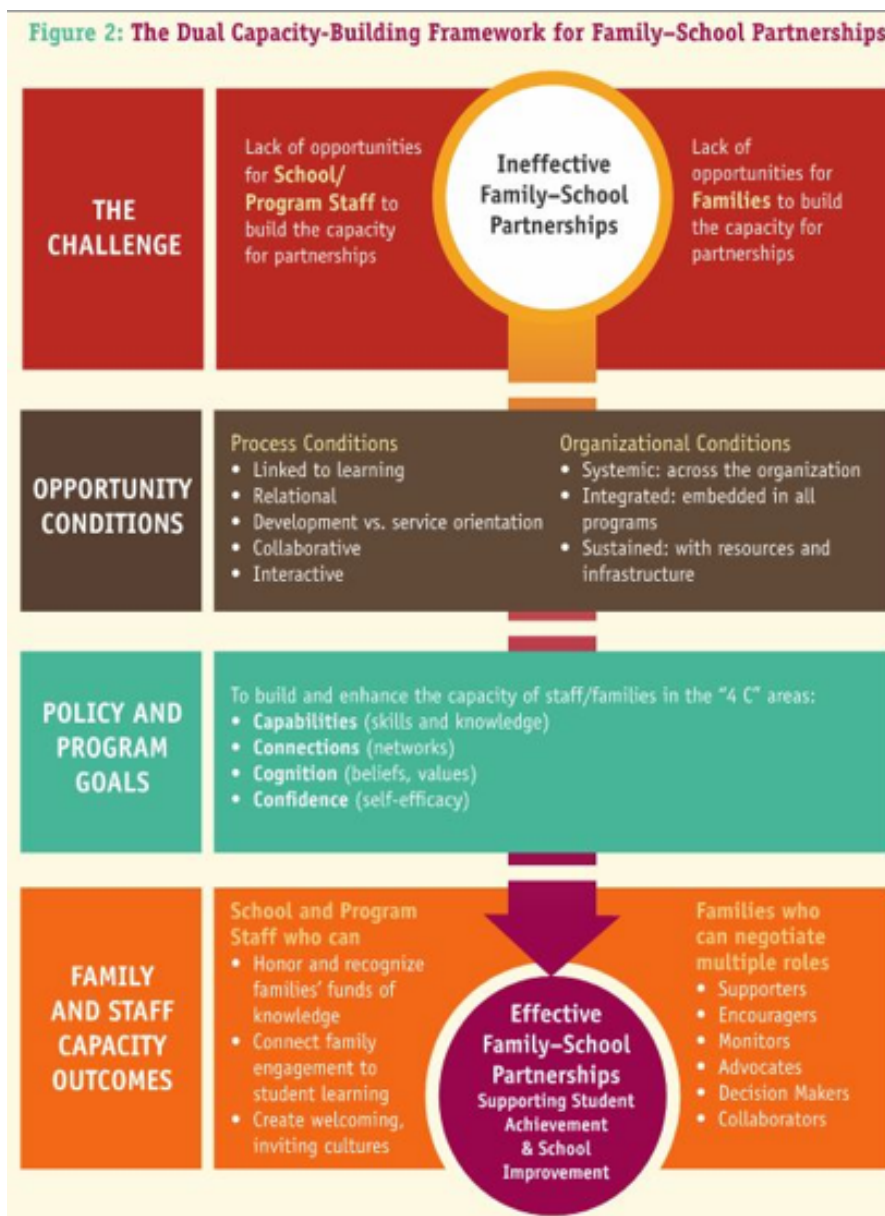 Figure 2: The Dual Capacity-Building Framework for Family–School Partnerships
THE
CHALLENGE
Lack of opportunities
for School/
Program Staff to
build the capacity
for partnerships
Ineffective
Family–School
Partnerships
Lack of
opportunities for
Families to build
the capacity for
partnerships
OPPORTUNITY
CONDITIONS
Process Conditions
• Linked to learning
• Relational
• Development vs. service orientation
• Collaborative
• Interactive
Organizational Conditions
• Systemic: across the organization
• Integrated: embedded in all
programs
• Sustained: with resources and
infrastructure
POLICY AND
PROGRAM
GOALS
To build and enhance the capacity of staff/families in the “4 C” areas:
• Capabilities (skills and knowledge)
• Connections (networks)
• Cognition (beliefs, values)
• Confidence (self-efficacy)
FAMILY
AND STAFF
CAPACITY
OUTCOMES
School and Program
Staff who can
• Honor and recognize
families’ funds of
knowledge
• Connect family
engagement to
student learning
• Create welcoming,
inviting cultures
Effective
Family–School
Partnerships
Supporting Student
Achievement
& School
Improvement
Families who
can negotiate
multiple roles
• Supporters
• Encouragers
• Monitors
• Advocates
• Decision Makers
• Collaborators